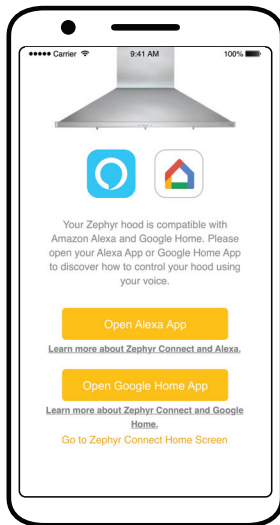 ●●●●● Carrier 9:41 AM 100%
Your Zephyr hood is compatible with
Amazon Alexa and Google Home. Please
open your Alexa App or Google Home App
to discover how to control your hood using
your voice.
Open Alexa App
Learn more about Zephyr Connect and Alexa.
Open Google Home App
Learn more about Zephyr Connect and Google
Home.
Go to Zephyr Connect Home Screen